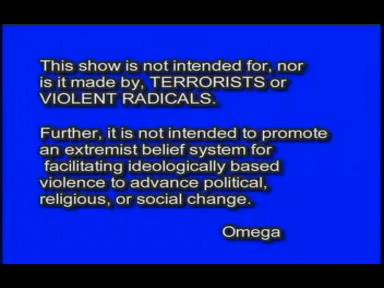 This show is not intended for, nor
is it made by, TERRORISTS or
VIOLENT RADICALS.
Further, it is not intended to promote
an extremist belief system for
facilitating ideologically based
violence to advance political,
religious, or social change.
Omega